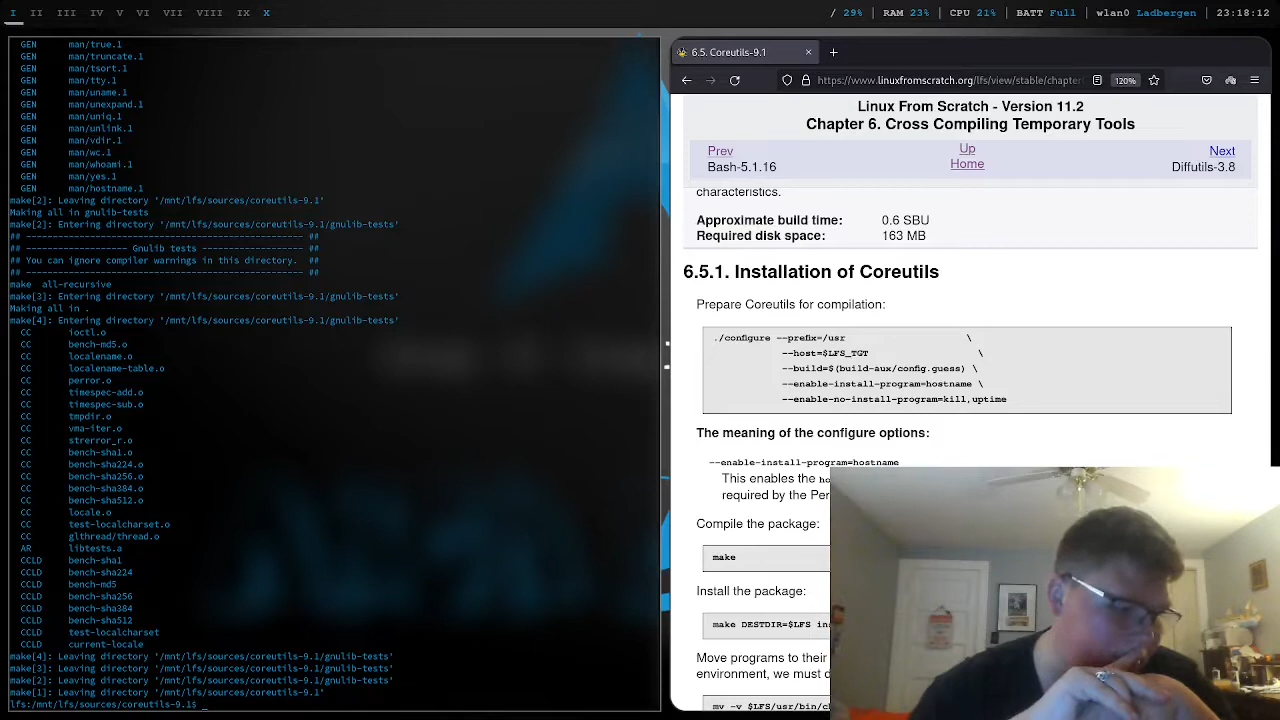 I II III IV V VI VII VIII IX X
/ 29% | RAM 23% | CPU 21% | BATT Full | wlan0 Ladbergen | 23:18:12
GEN man/true.1
GEN man/truncate.1
GEN man/tsort.1
GEN man/tty.1
GEN man/uname.1
GEN man/unexpand.1
GEN man/uniq.1
GEN man/unlink.1
GEN man/vdir.1
GEN man/wc.1
GEN man/whoami.1
GEN man/yes.1
GEN man/hostname.1
make[2]: Leaving directory '/mnt/lfs/sources/coreutils-9.1'
Making all in gnulib-tests
make[2]: Entering directory '/mnt/lfs/sources/coreutils-9.1/gnulib-tests'
## ---------------------------------------------------- ##
## -------------------- Gnulib tests ------------------- ##
## You can ignore compiler warnings in this directory. ##
## ---------------------------------------------------- ##
make all-recursive
make[3]: Entering directory '/mnt/lfs/sources/coreutils-9.1/gnulib-tests'
Making all in .
make[4]: Entering directory '/mnt/lfs/sources/coreutils-9.1/gnulib-tests'
CC ioctl.o
CC bench-md5.o
CC localename.o
CC localename-table.o
CC perror.o
CC timespec-add.o
CC timespec-sub.o
CC tmpdir.o
CC vma-iter.o
CC strerror_r.o
CC bench-sha1.o
CC bench-sha224.o
CC bench-sha256.o
CC bench-sha384.o
CC bench-sha512.o
CC locale.o
CC test-localcharset.o
CC glthread/thread.o
AR libtests.a
CCLD bench-sha1
CCLD bench-sha224
CCLD bench-md5
CCLD bench-sha256
CCLD bench-sha384
CCLD bench-sha512
CCLD test-localcharset
CCLD current-locale
make[4]: Leaving directory '/mnt/lfs/sources/coreutils-9.1/gnulib-tests'
make[3]: Leaving directory '/mnt/lfs/sources/coreutils-9.1/gnulib-tests'
make[2]: Leaving directory '/mnt/lfs/sources/coreutils-9.1/gnulib-tests'
make[1]: Leaving directory '/mnt/lfs/sources/coreutils-9.1'
lfs:/mnt/lfs/sources/coreutils-9.1$ _
6.5. Coreutils-9.1
https://www.linuxfromscratch.org/lfs/view/stable/chapter 120%
Linux From Scratch - Version 11.2
Chapter 6. Cross Compiling Temporary Tools
Prev Up Next
Bash-5.1.16 Home Diffutils-3.8
characteristics.
Approximate build time: 0.6 SBU
Required disk space: 163 MB
6.5.1. Installation of Coreutils
Prepare Coreutils for compilation:
./configure --prefix=/usr \
--host=$LFS_TGT \
--build=$(build-aux/config.guess) \
--enable-install-program=hostname \
--enable-no-install-program=kill,uptime
The meaning of the configure options:
--enable-install-program=hostname
This enables the
required by the Per
Compile the package:
make
Install the package:
make DESTDIR=$LFS in
Move programs to their
environment, we must d
mv -v $LFS/usr/bin/c